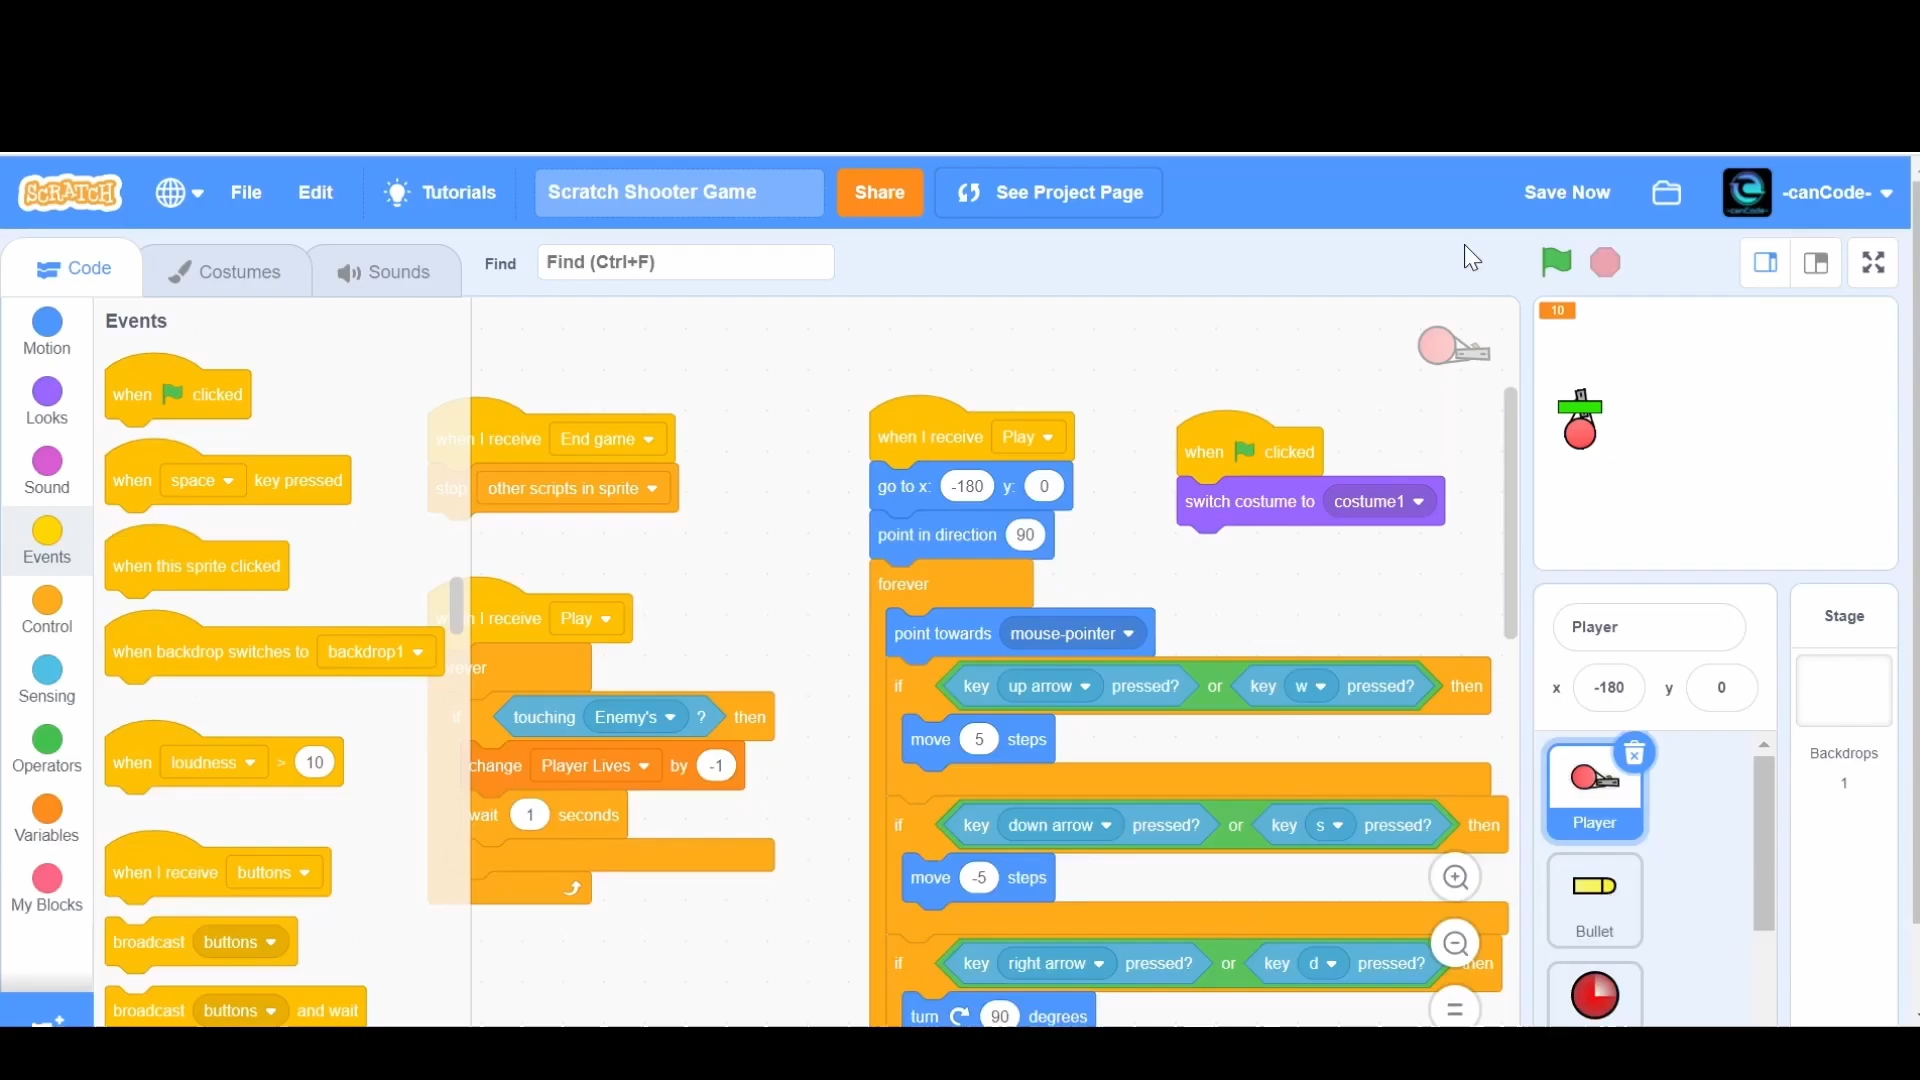 SCRATCH File Edit Tutorials Scratch Shooter Game Share See Project Page Save Now -canCode-
Code Costumes Sounds Find Find (Ctrl+F)
Motion
Looks
Sound
Events
Control
Sensing
Operators
Variables
My Blocks
Events
when clicked
when space key pressed
when this sprite clicked
when backdrop switches to backdrop1
when loudness > 10
when I receive buttons
broadcast buttons
broadcast buttons and wait
when I receive End game
stop other scripts in sprite
when I receive Play
forever
if touching Enemy's ? then
change Player Lives by -1
wait 1 seconds
when I receive Play
go to x: -180 y: 0
point in direction 90
forever
point towards mouse-pointer
if key up arrow pressed? or key w pressed? then
move 5 steps
if key down arrow pressed? or key s pressed? then
move -5 steps
if key right arrow pressed? or key d pressed? then
turn 90 degrees
when clicked
switch costume to costume1
10
Player
x -180 y 0
Player
Bullet
Stage
Backdrops
1